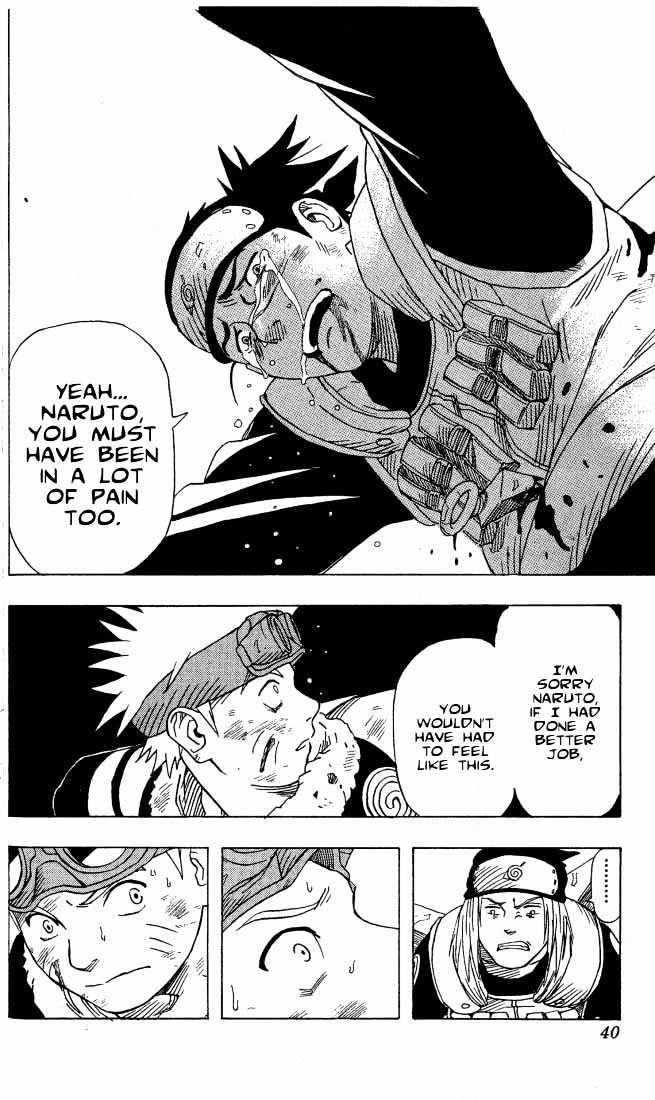 YEAH...
NARUTO,
YOU MUST
HAVE BEEN
IN A LOT
OF PAIN
TOO.
I'M
SORRY
NARUTO,
IF I HAD
DONE A
BETTER
JOB,
YOU
WOULDN'T
HAVE HAD
TO FEEL
LIKE THIS.
.........
40